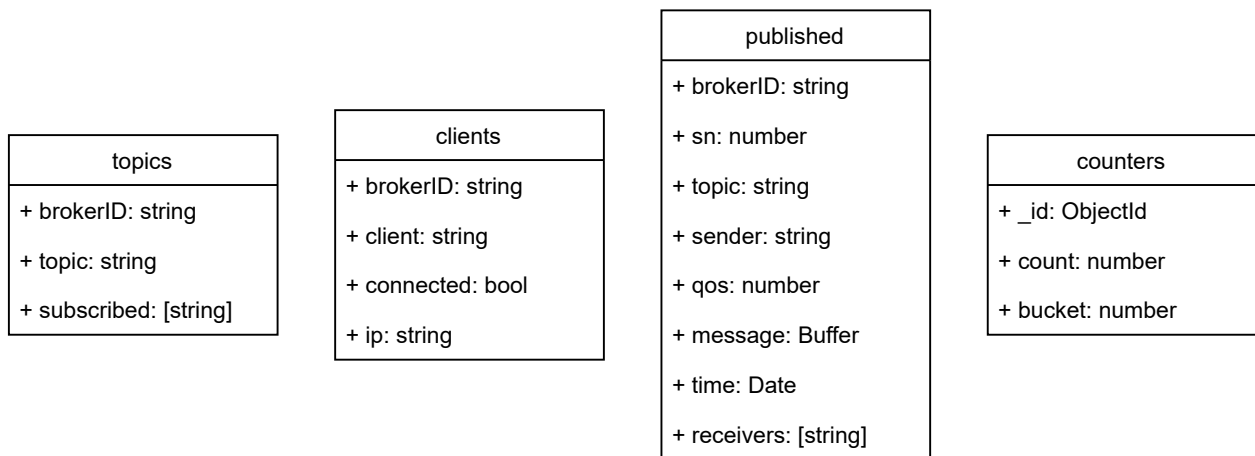 topics
+ brokerID: string
+ topic: string
+ subscribed: [string]
clients
+ brokerID: string
+ client: string
+ connected: bool
+ ip: string
published
+ brokerID: string
+ sn: number
+ topic: string
+ sender: string
+ qos: number
+ message: Buffer
+ time: Date
+ receivers: [string]
counters
+ _id: ObjectId
+ count: number
+ bucket: number